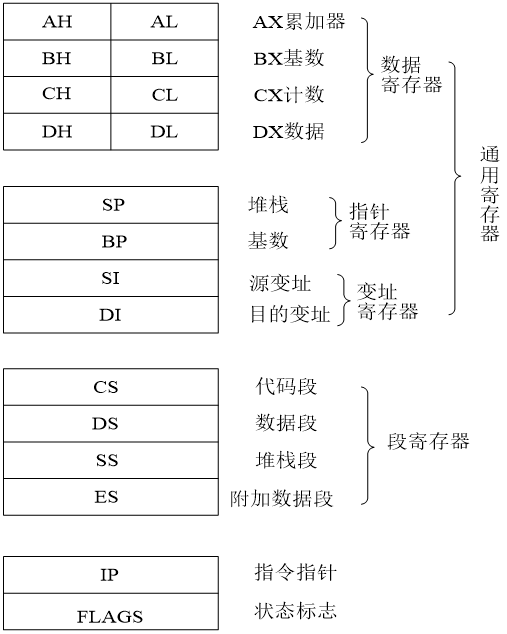 AH AL AX累加器
BH BL BX基数
CH CL CX计数
DH DL DX数据
数据
寄存器
通用寄存器
SP 堆栈
BP 基数
指针
寄存器
SI 源变址
DI 目的变址
变址
寄存器
CS 代码段
DS 数据段
SS 堆栈段
ES 附加数据段
段寄存器
IP 指令指针
FLAGS 状态标志